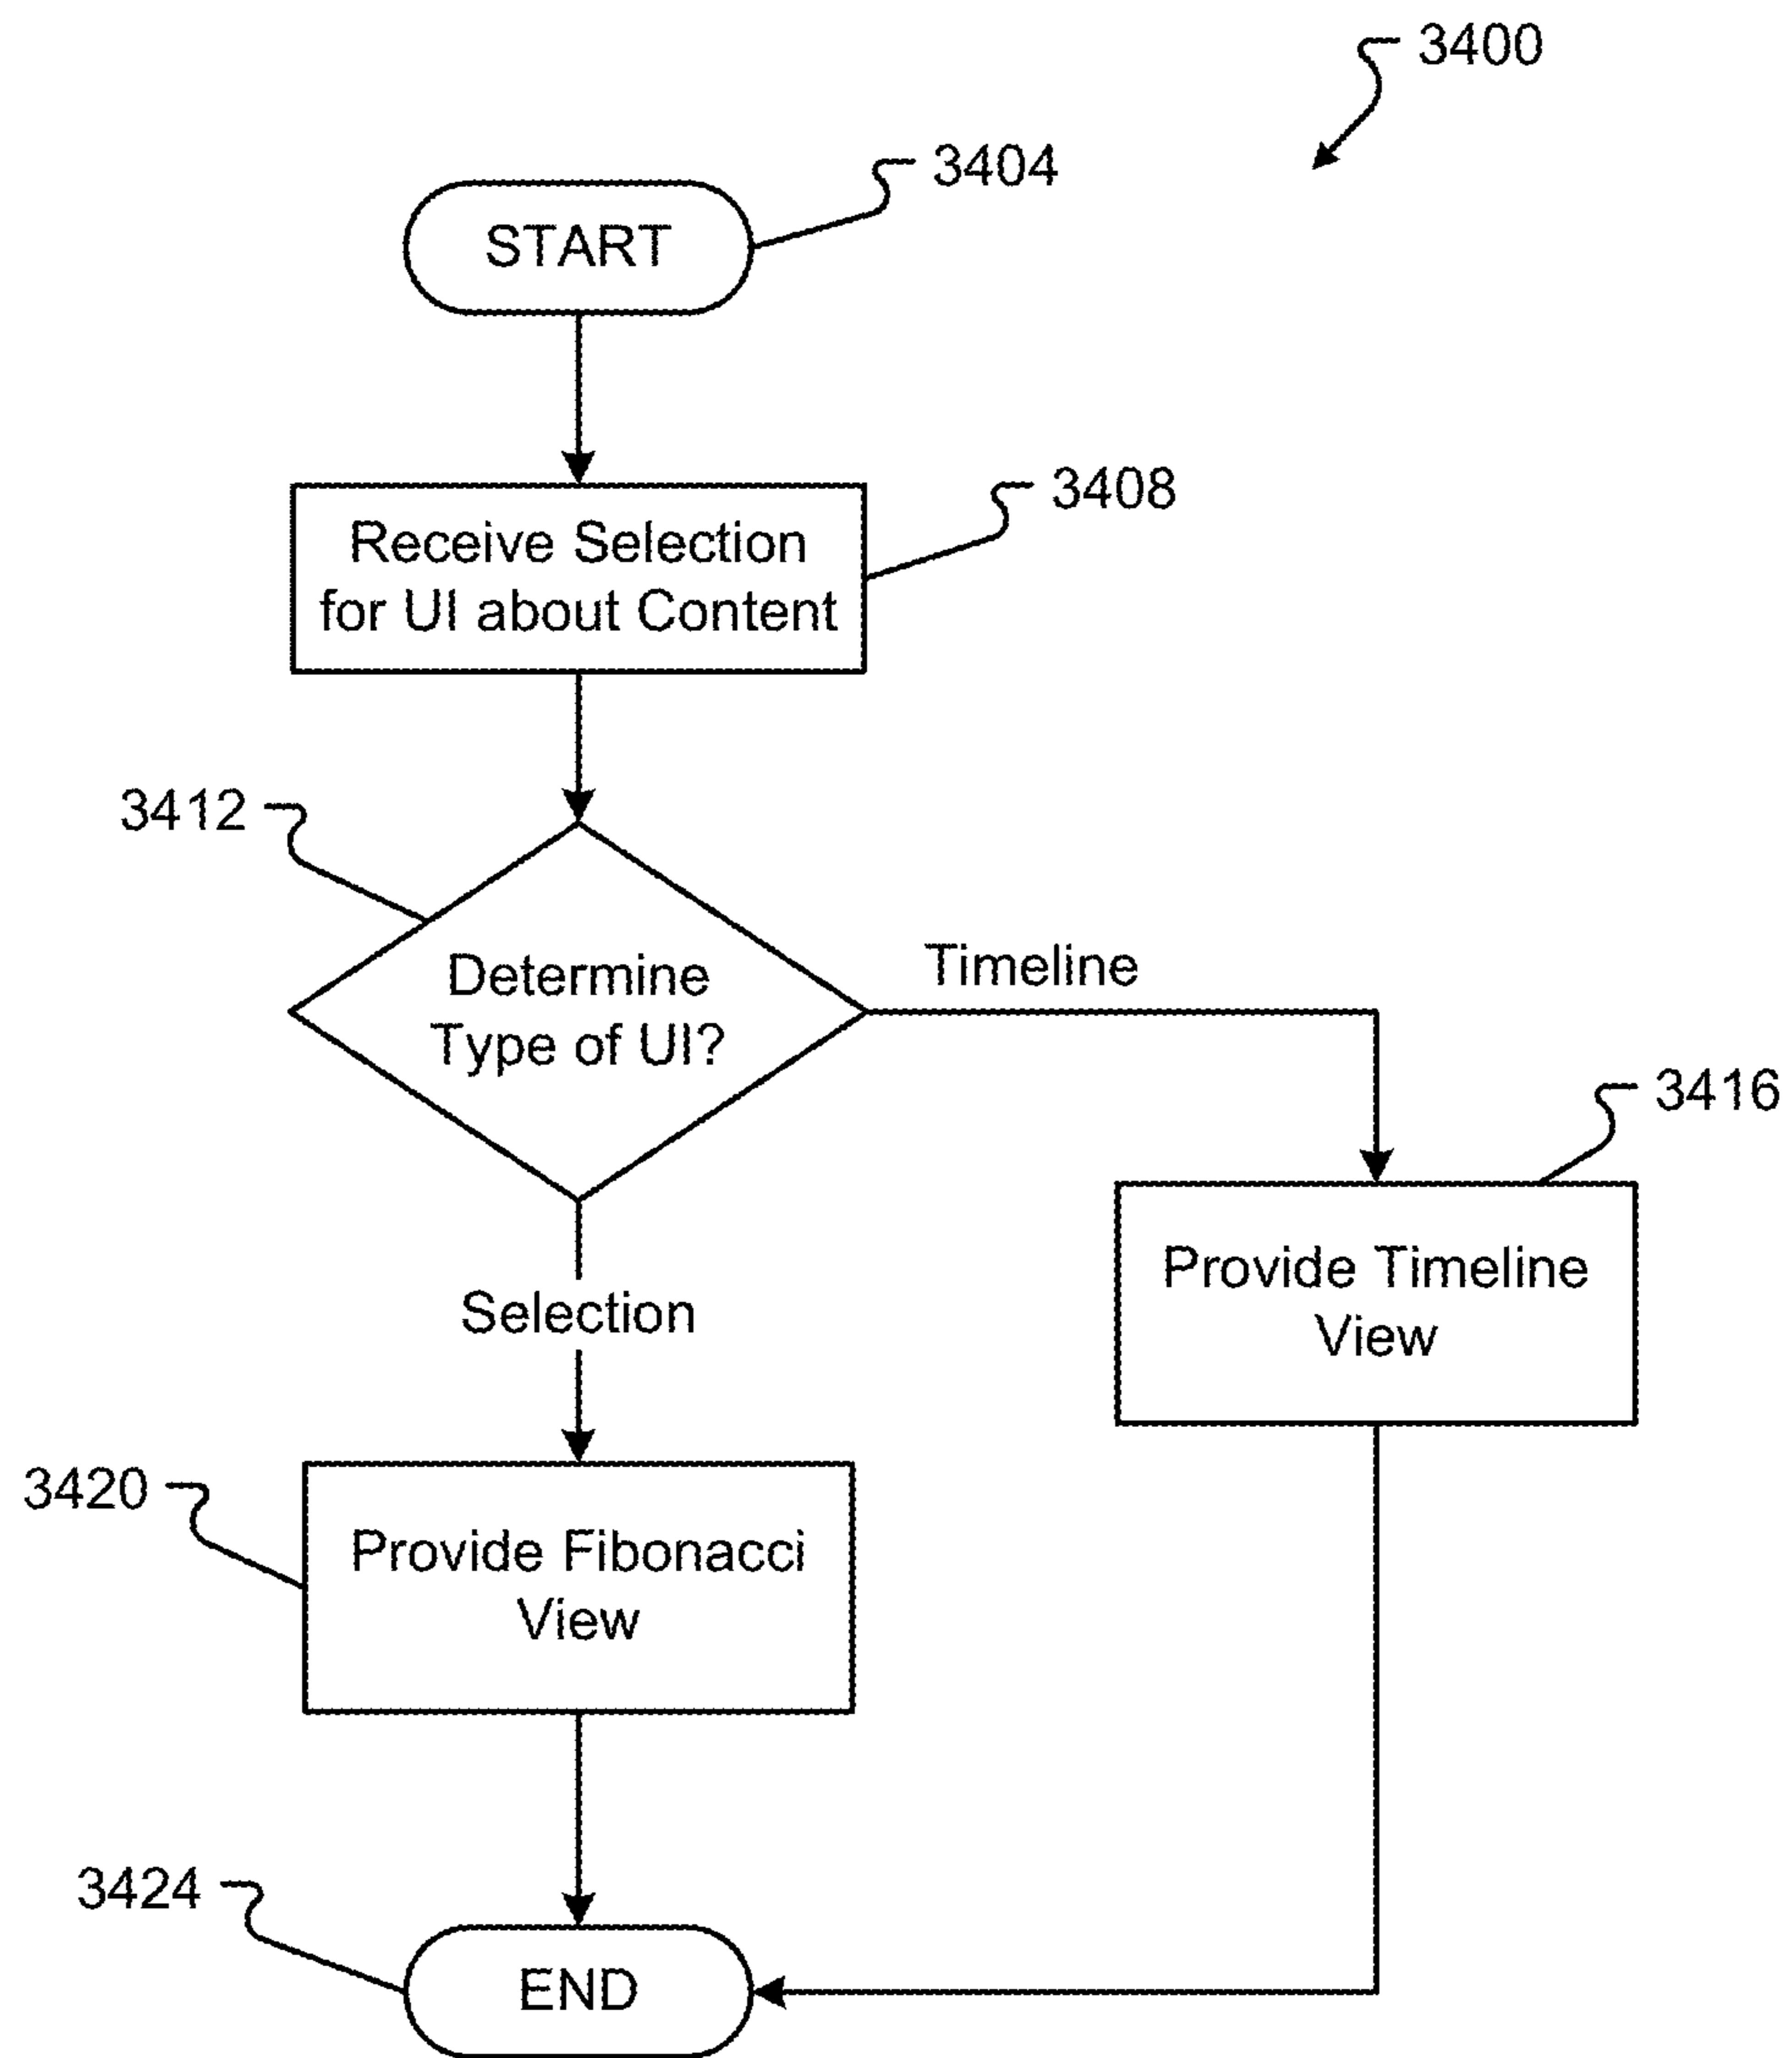 3400
3404
START
3408
Receive Selection
for UI about Content
3412
Determine
Type of UI?
Timeline
3416
Provide Timeline
View
Selection
3420
Provide Fibonacci
View
3424
END